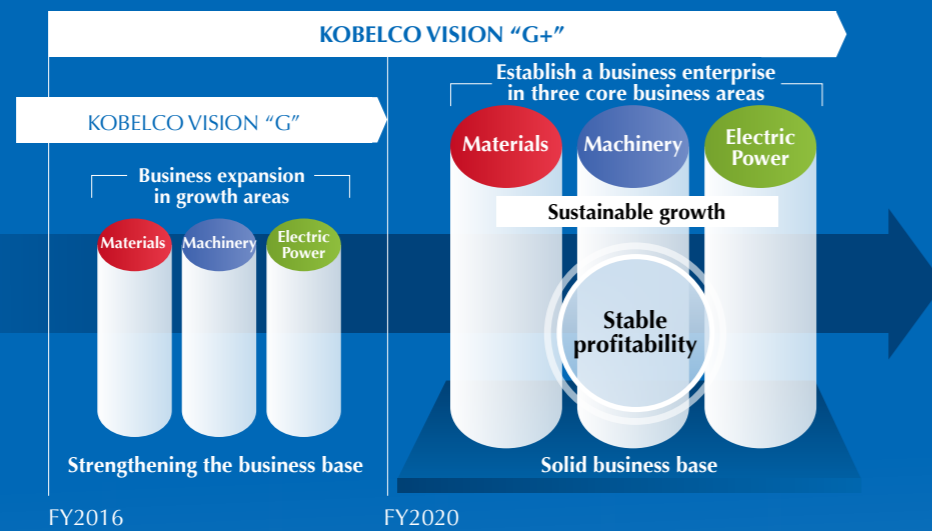 KOBELCO VISION “G+”
KOBELCO VISION “G”
Business expansion
in growth areas
Materials
Machinery
Electric
Power
Strengthening the business base
Establish a business enterprise
in three core business areas
Materials
Machinery
Electric
Power
Sustainable growth
Stable
profitability
Solid business base
FY2016
FY2020